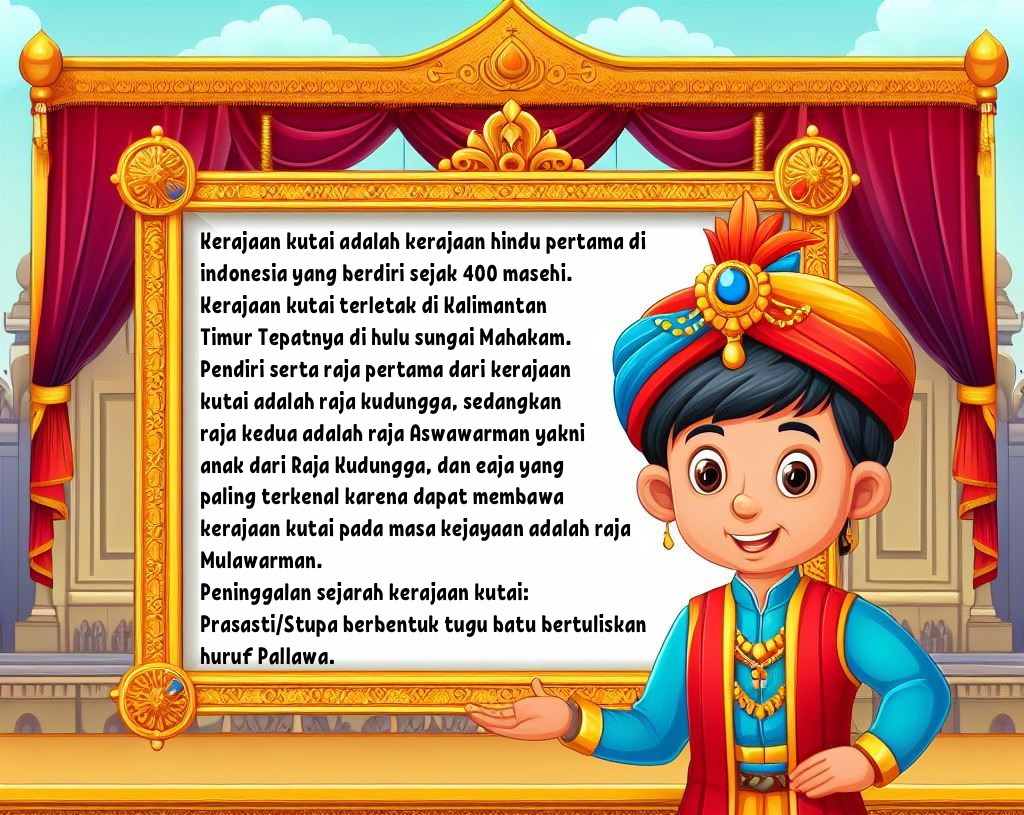 Kerajaan kutai adalah kerajaan hindu pertama di
indonesia yang berdiri sejak 400 masehi.
Kerajaan kutai terletak di Kalimantan
Timur Tepatnya di hulu sungai Mahakam.
Pendiri serta raja pertama dari kerajaan
kutai adalah raja kudungga, sedangkan
raja kedua adalah raja Aswawarman yakni
anak dari Raja Kudungga, dan eaja yang
paling terkenal karena dapat membawa
kerajaan kutai pada masa kejayaan adalah raja
Mulawarman.
Peninggalan sejarah kerajaan kutai:
Prasasti/Stupa berbentuk tugu batu bertuliskan
huruf Pallawa.